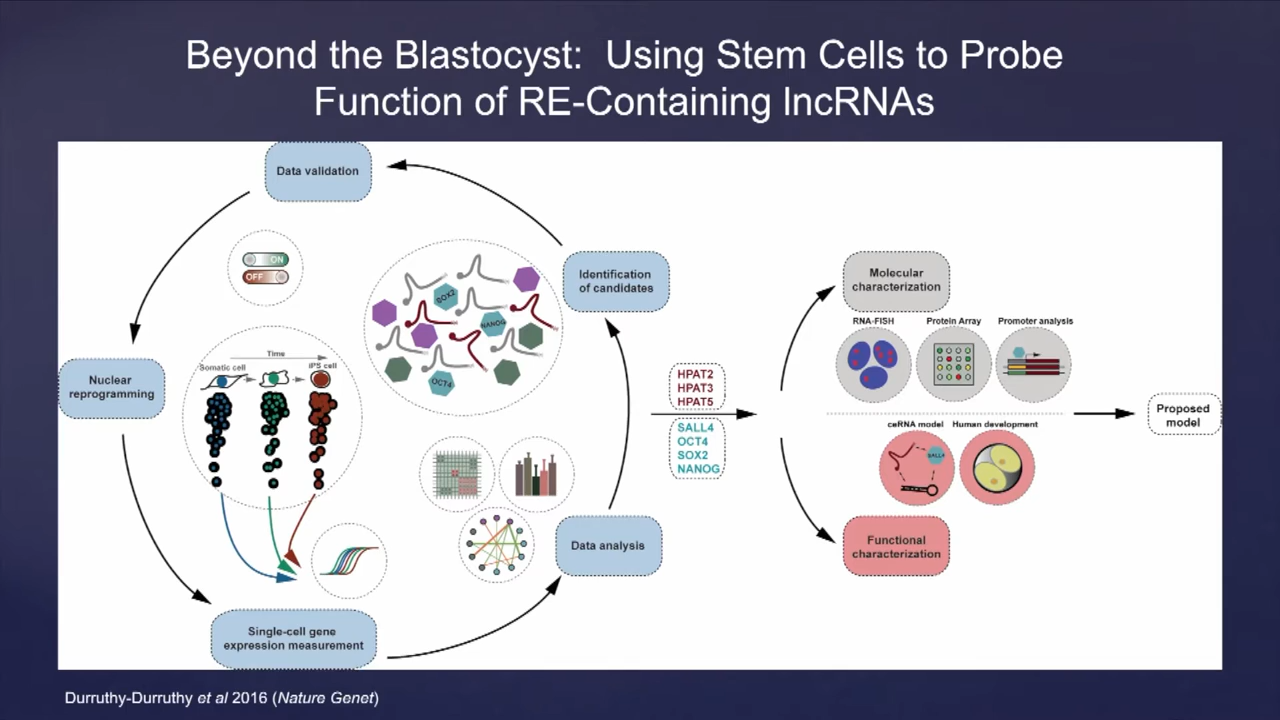 Beyond the Blastocyst: Using Stem Cells to Probe
Function of RE-Containing lncRNAs
Data validation
ON
OFF
Nuclear
reprogramming
Time
Somatic cell
iPS cell
Single-cell gene
expression measurement
Data analysis
Identification
of candidates
SOX2
NANOG
OCT4
HPAT2
HPAT3
HPAT5
SALL4
OCT4
SOX2
NANOG
Molecular
characterization
RNA-FISH
Protein Array
Promoter analysis
ceRNA model
Human development
SALL4
Functional
characterization
Proposed
model
Durruthy-Durruthy et al 2016 (Nature Genet)